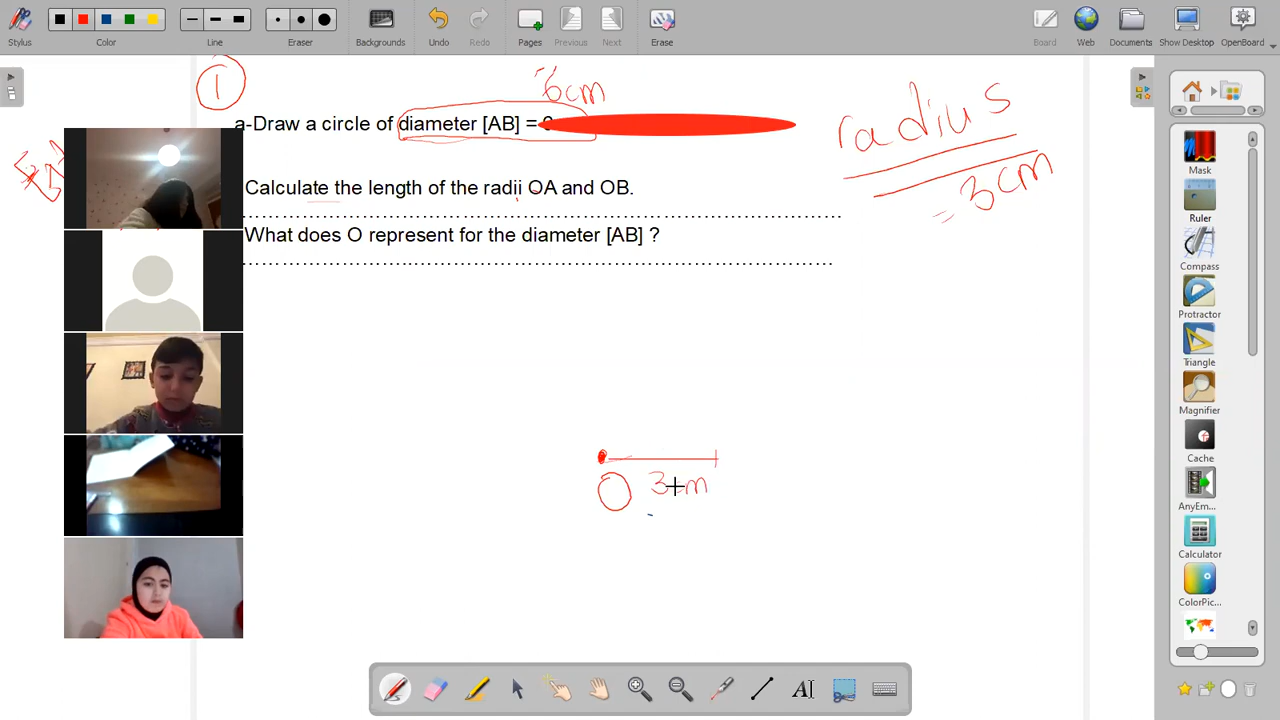 Stylus
Color
Line
Eraser
Backgrounds
Undo
Redo
Pages
Previous
Next
Erase
Board
Web
Documents
Show Desktop
OpenBoard
1
6cm
a-Draw a circle of diameter [AB] =
radius
= 3cm
Calculate the length of the radii OA and OB.
What does O represent for the diameter [AB] ?
O 3cm
Mask
Ruler
Compass
Protractor
Triangle
Magnifier
Cache
AnyEm...
Calculator
ColorPic...